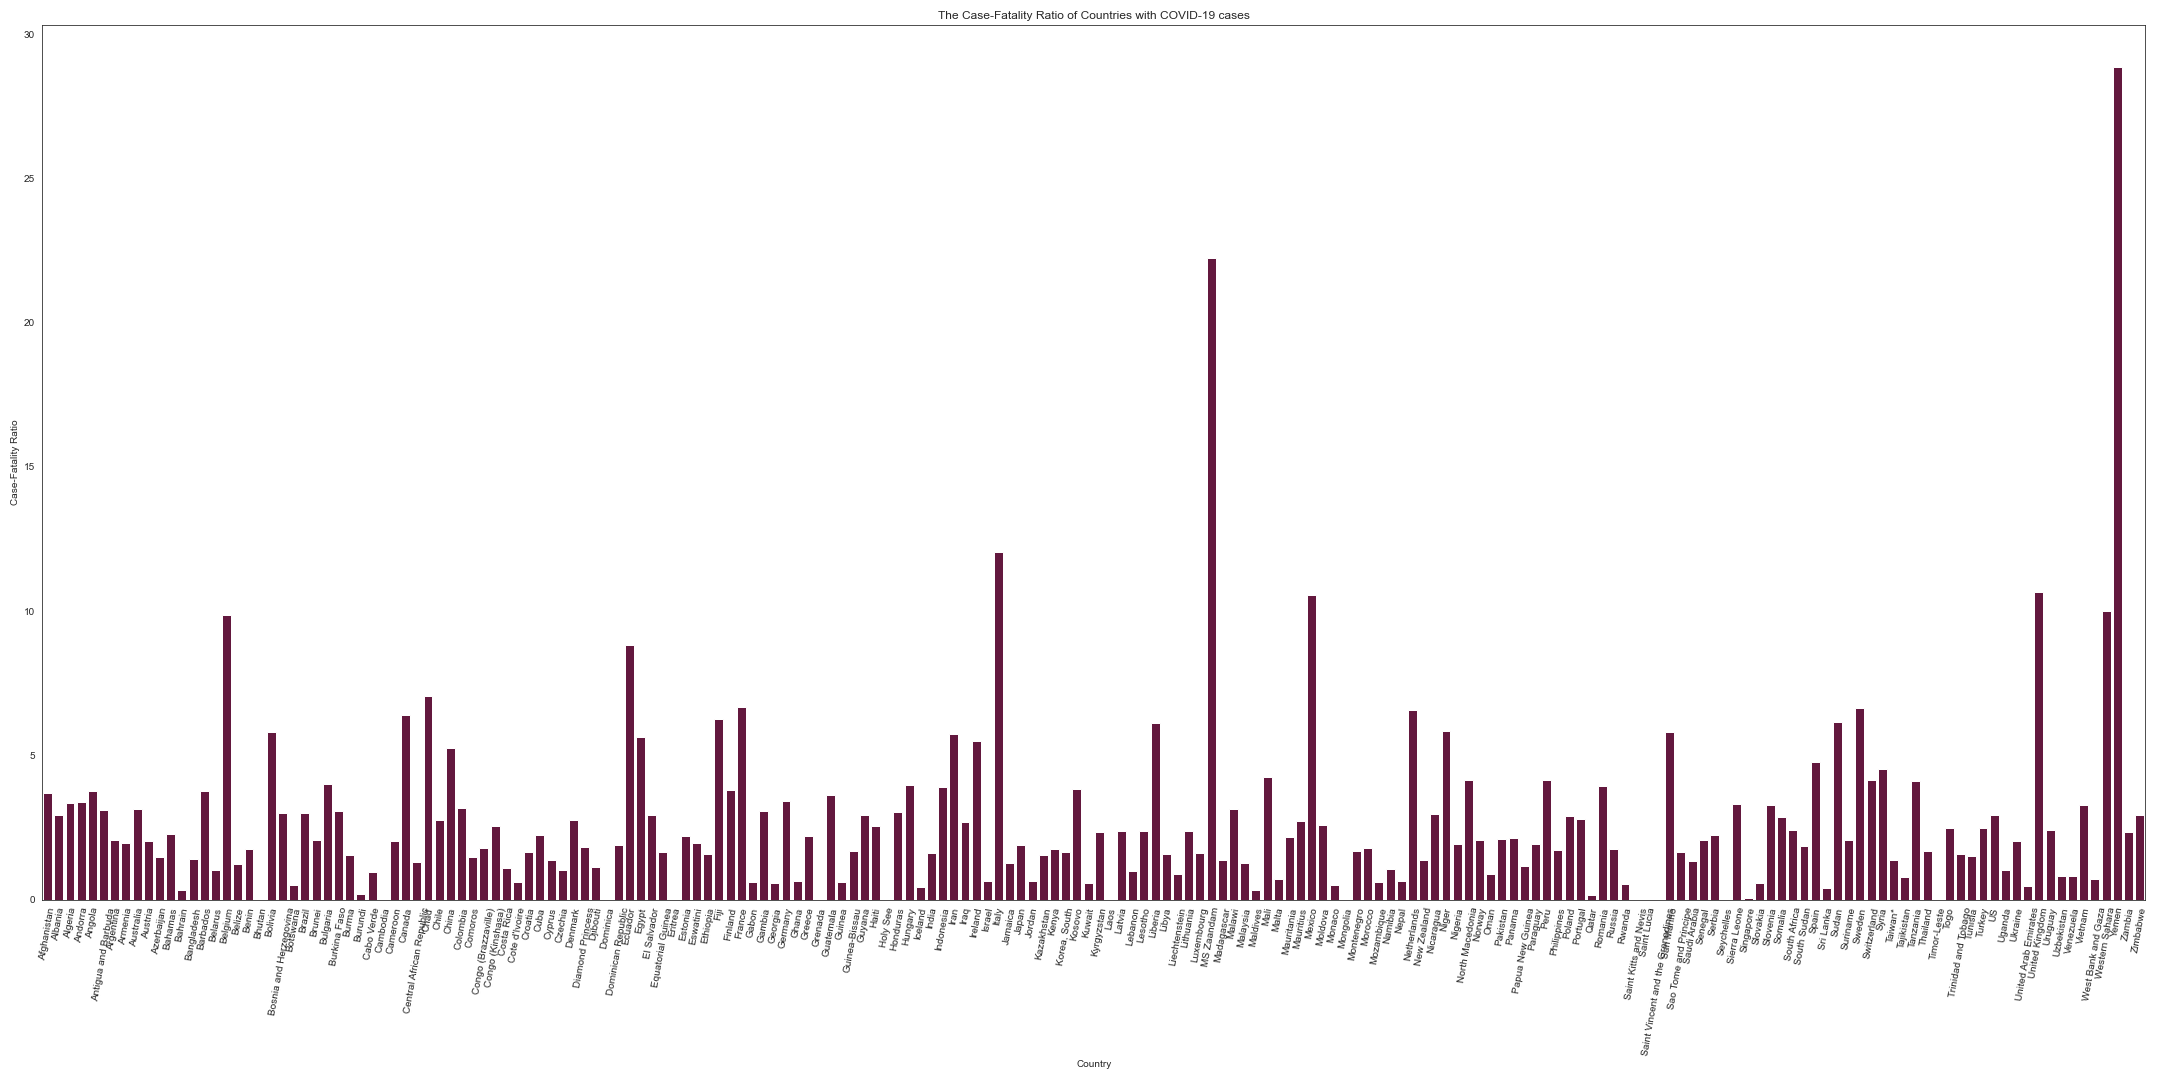 The Case-Fatality Ratio of Countries with COVID-19 cases
30
25
20
15
10
5
0
Case-Fatality Ratio
Afghanistan
Albania
Algeria
Andorra
Angola
Antigua and Barbuda
Argentina
Armenia
Australia
Austria
Azerbaijan
Bahamas
Bahrain
Bangladesh
Barbados
Belarus
Belgium
Belize
Benin
Bhutan
Bolivia
Bosnia and Herzegovina
Botswana
Brazil
Brunei
Bulgaria
Burkina Faso
Burma
Burundi
Cabo Verde
Cambodia
Cameroon
Canada
Central African Republic
Chad
Chile
China
Colombia
Comoros
Congo (Brazzaville)
Congo (Kinshasa)
Costa Rica
Cote d'Ivoire
Croatia
Cuba
Cyprus
Czechia
Denmark
Diamond Princess
Djibouti
Dominica
Dominican Republic
Ecuador
Egypt
El Salvador
Equatorial Guinea
Eritrea
Estonia
Eswatini
Ethiopia
Fiji
Finland
France
Gabon
Gambia
Georgia
Germany
Ghana
Greece
Grenada
Guatemala
Guinea
Guinea-Bissau
Guyana
Haiti
Holy See
Honduras
Hungary
Iceland
India
Indonesia
Iran
Iraq
Ireland
Israel
Italy
Jamaica
Japan
Jordan
Kazakhstan
Kenya
Korea, South
Kosovo
Kuwait
Kyrgyzstan
Laos
Latvia
Lebanon
Lesotho
Liberia
Libya
Liechtenstein
Lithuania
Luxembourg
MS Zaandam
Madagascar
Malawi
Malaysia
Maldives
Mali
Malta
Mauritania
Mauritius
Mexico
Moldova
Monaco
Mongolia
Montenegro
Morocco
Mozambique
Namibia
Nepal
Netherlands
New Zealand
Nicaragua
Niger
Nigeria
North Macedonia
Norway
Oman
Pakistan
Panama
Papua New Guinea
Paraguay
Peru
Philippines
Poland
Portugal
Qatar
Romania
Russia
Rwanda
Saint Kitts and Nevis
Saint Lucia
Saint Vincent and the Grenadines
San Marino
Sao Tome and Principe
Saudi Arabia
Senegal
Serbia
Seychelles
Sierra Leone
Singapore
Slovakia
Slovenia
Somalia
South Africa
South Sudan
Spain
Sri Lanka
Sudan
Suriname
Sweden
Switzerland
Syria
Taiwan*
Tajikistan
Tanzania
Thailand
Timor-Leste
Togo
Trinidad and Tobago
Tunisia
Turkey
US
Uganda
Ukraine
United Arab Emirates
United Kingdom
Uruguay
Uzbekistan
Venezuela
Vietnam
West Bank and Gaza
Western Sahara
Yemen
Zambia
Zimbabwe
Country